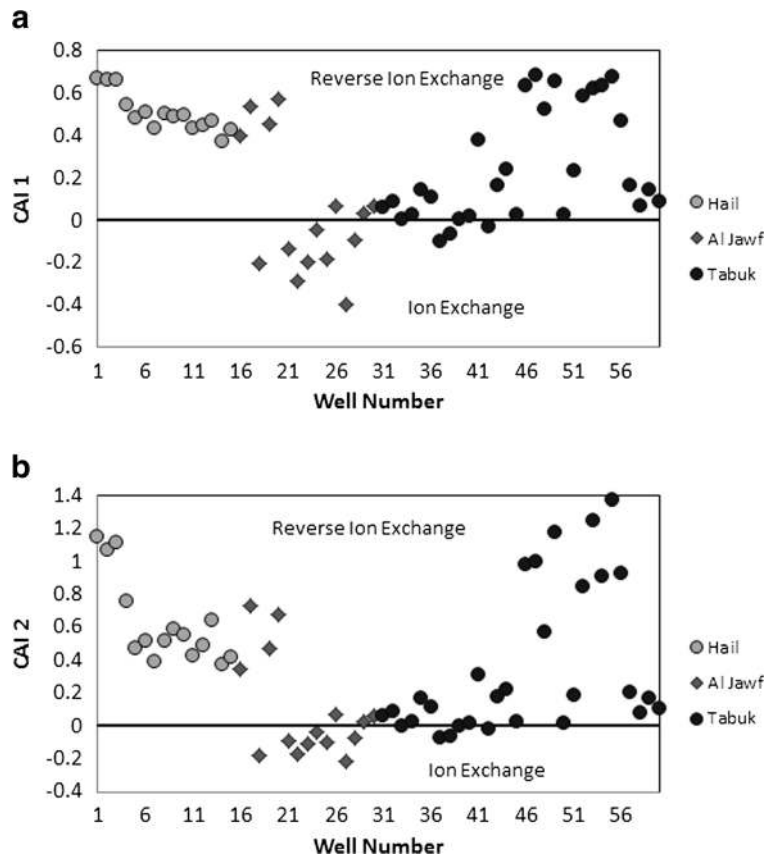 a
0.8
0.6
0.4
0.2
0
-0.2
-0.4
-0.6
CAI 1
Reverse Ion Exchange
Ion Exchange
1 6 11 16 21 26 31 36 41 46 51 56
Well Number
Hail
Al Jawf
Tabuk
b
1.4
1.2
1
0.8
0.6
0.4
0.2
0
-0.2
-0.4
CAI 2
Reverse Ion Exchange
Ion Exchange
1 6 11 16 21 26 31 36 41 46 51 56
Well Number
Hail
Al Jawf
Tabuk